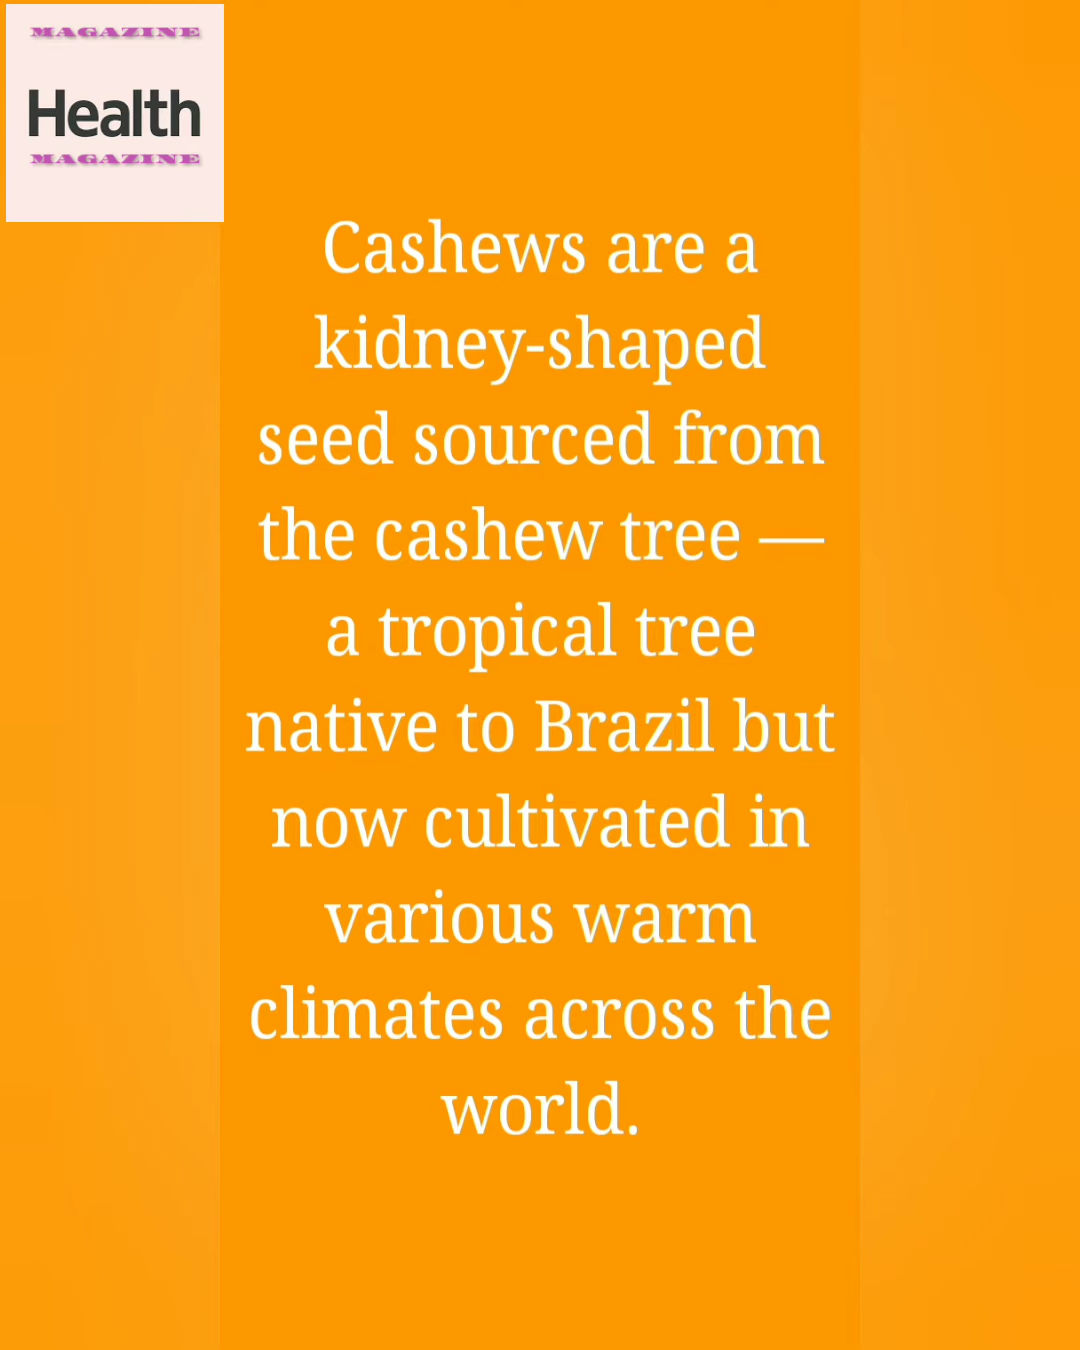 MAGAZINE
Health
MAGAZINE
Cashews are a
kidney-shaped
seed sourced from
the cashew tree —
a tropical tree
native to Brazil but
now cultivated in
various warm
climates across the
world.